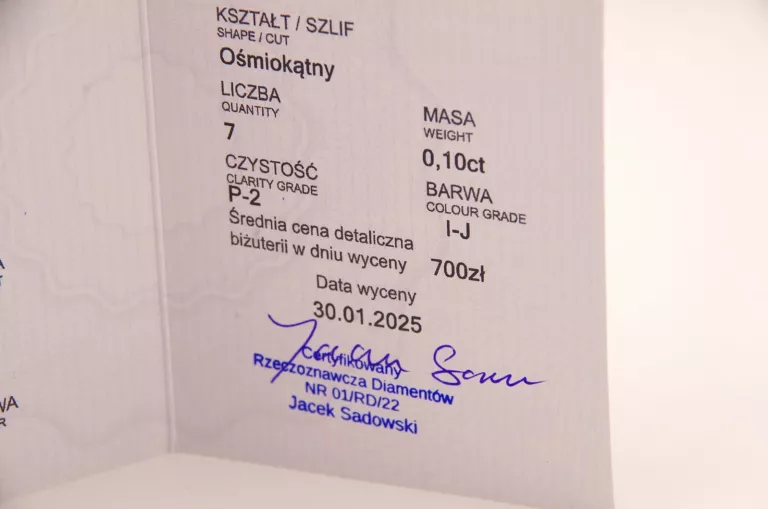 KSZTAŁT / SZLIF
SHAPE / CUT
Ośmiokątny
LICZBA
QUANTITY
7
MASA
WEIGHT
0,10ct
CZYSTOŚĆ
CLARITY GRADE
P-2
BARWA
COLOUR GRADE
I-J
Średnia cena detaliczna
biżuterii w dniu wyceny 700zł
Data wyceny
30.01.2025
Certyfikowany
Rzeczoznawcza Diamentów
NR 01/RD/22
Jacek Sadowski